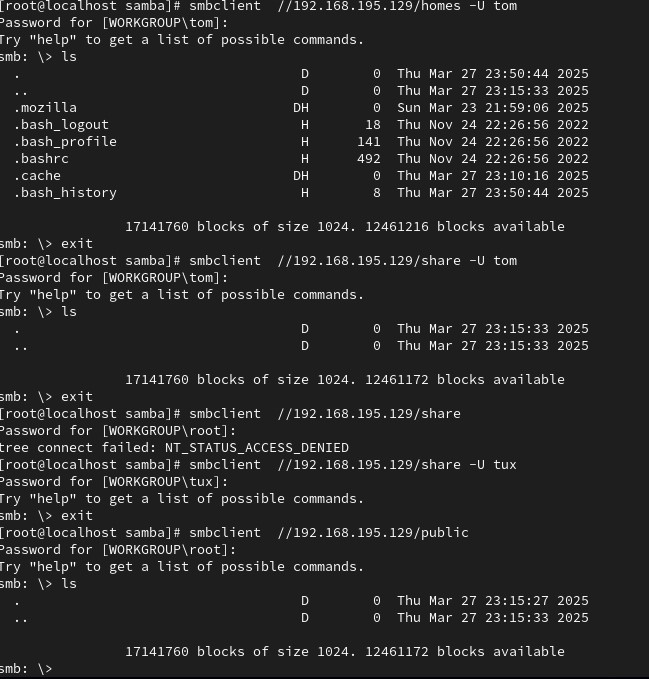 [root@localhost samba]# smbclient  //192.168.195.129/homes -U tom
Password for [WORKGROUP\tom]:
Try "help" to get a list of possible commands.
smb: \> ls
  .                                   D        0  Thu Mar 27 23:50:44 2025
  ..                                  D        0  Thu Mar 27 23:15:33 2025
  .mozilla                           DH        0  Sun Mar 23 21:59:06 2025
  .bash_logout                        H       18  Thu Nov 24 22:26:56 2022
  .bash_profile                       H      141  Thu Nov 24 22:26:56 2022
  .bashrc                             H      492  Thu Nov 24 22:26:56 2022
  .cache                             DH        0  Thu Mar 27 23:10:16 2025
  .bash_history                       H        8  Thu Mar 27 23:50:44 2025
                17141760 blocks of size 1024. 12461216 blocks available
smb: \> exit
[root@localhost samba]# smbclient  //192.168.195.129/share -U tom
Password for [WORKGROUP\tom]:
Try "help" to get a list of possible commands.
smb: \> ls
  .                                   D        0  Thu Mar 27 23:15:33 2025
  ..                                  D        0  Thu Mar 27 23:15:33 2025
                17141760 blocks of size 1024. 12461172 blocks available
smb: \> exit
[root@localhost samba]# smbclient  //192.168.195.129/share
Password for [WORKGROUP\root]:
tree connect failed: NT_STATUS_ACCESS_DENIED
[root@localhost samba]# smbclient  //192.168.195.129/share -U tux
Password for [WORKGROUP\tux]:
Try "help" to get a list of possible commands.
smb: \> exit
[root@localhost samba]# smbclient  //192.168.195.129/public
Password for [WORKGROUP\root]:
Try "help" to get a list of possible commands.
smb: \> ls
  .                                   D        0  Thu Mar 27 23:15:27 2025
  ..                                  D        0  Thu Mar 27 23:15:33 2025
                17141760 blocks of size 1024. 12461172 blocks available
smb: \>